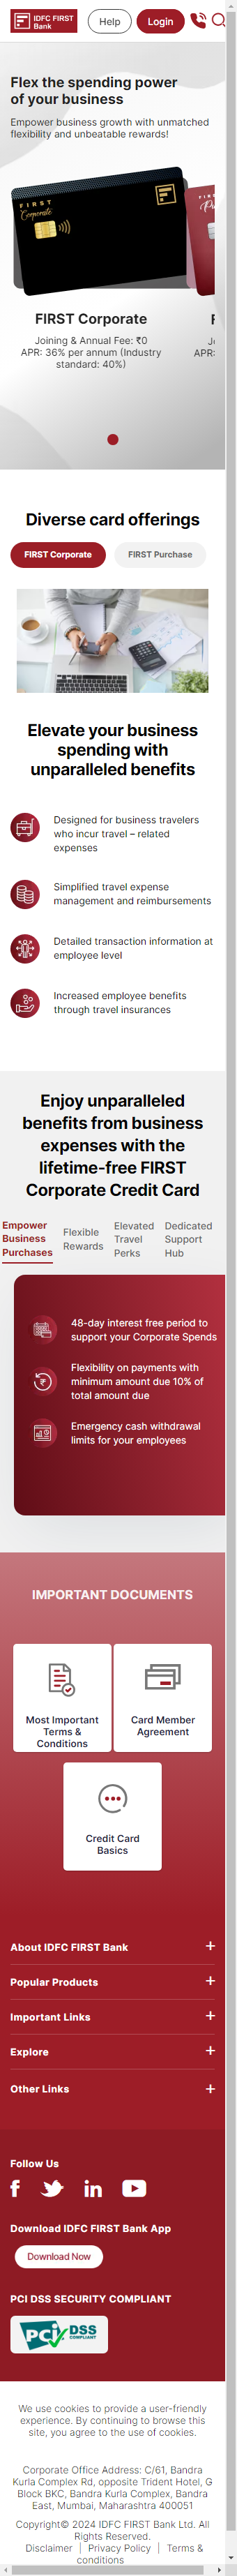 IDFC FIRST
Bank
Help
Login
Flex the spending power
of your business
Empower business growth with unmatched
flexibility and unbeatable rewards!
FIRST
Corporate
FIRST
FIRST Corporate
Joining & Annual Fee: ₹0
APR: 36% per annum (Industry
standard: 40%)
F
Jo
APR:
Diverse card offerings
FIRST Corporate
FIRST Purchase
Elevate your business
spending with
unparalleled benefits
Designed for business travelers
who incur travel – related
expenses
Simplified travel expense
management and reimbursements
Detailed transaction information at
employee level
Increased employee benefits
through travel insurances
Enjoy unparalleled
benefits from business
expenses with the
lifetime-free FIRST
Corporate Credit Card
Empower
Business
Purchases
Flexible
Rewards
Elevated
Travel
Perks
Dedicated
Support
Hub
48-day interest free period to
support your Corporate Spends
Flexibility on payments with
minimum amount due 10% of
total amount due
Emergency cash withdrawal
limits for your employees
IMPORTANT DOCUMENTS
Most Important
Terms &
Conditions
Card Member
Agreement
Credit Card
Basics
About IDFC FIRST Bank
Popular Products
Important Links
Explore
Other Links
Follow Us
Download IDFC FIRST Bank App
Download Now
PCI DSS SECURITY COMPLIANT
PCI DSS
COMPLIANT
We use cookies to provide a user-friendly
experience. By continuing to browse this
site, you agree to the use of cookies.
Corporate Office Address: C/61, Bandra
Kurla Complex Rd, opposite Trident Hotel, G
Block BKC, Bandra Kurla Complex, Bandra
East, Mumbai, Maharashtra 400051
Copyright© 2024 IDFC FIRST Bank Ltd. All
Rights Reserved.
Disclaimer | Privacy Policy | Terms &
conditions